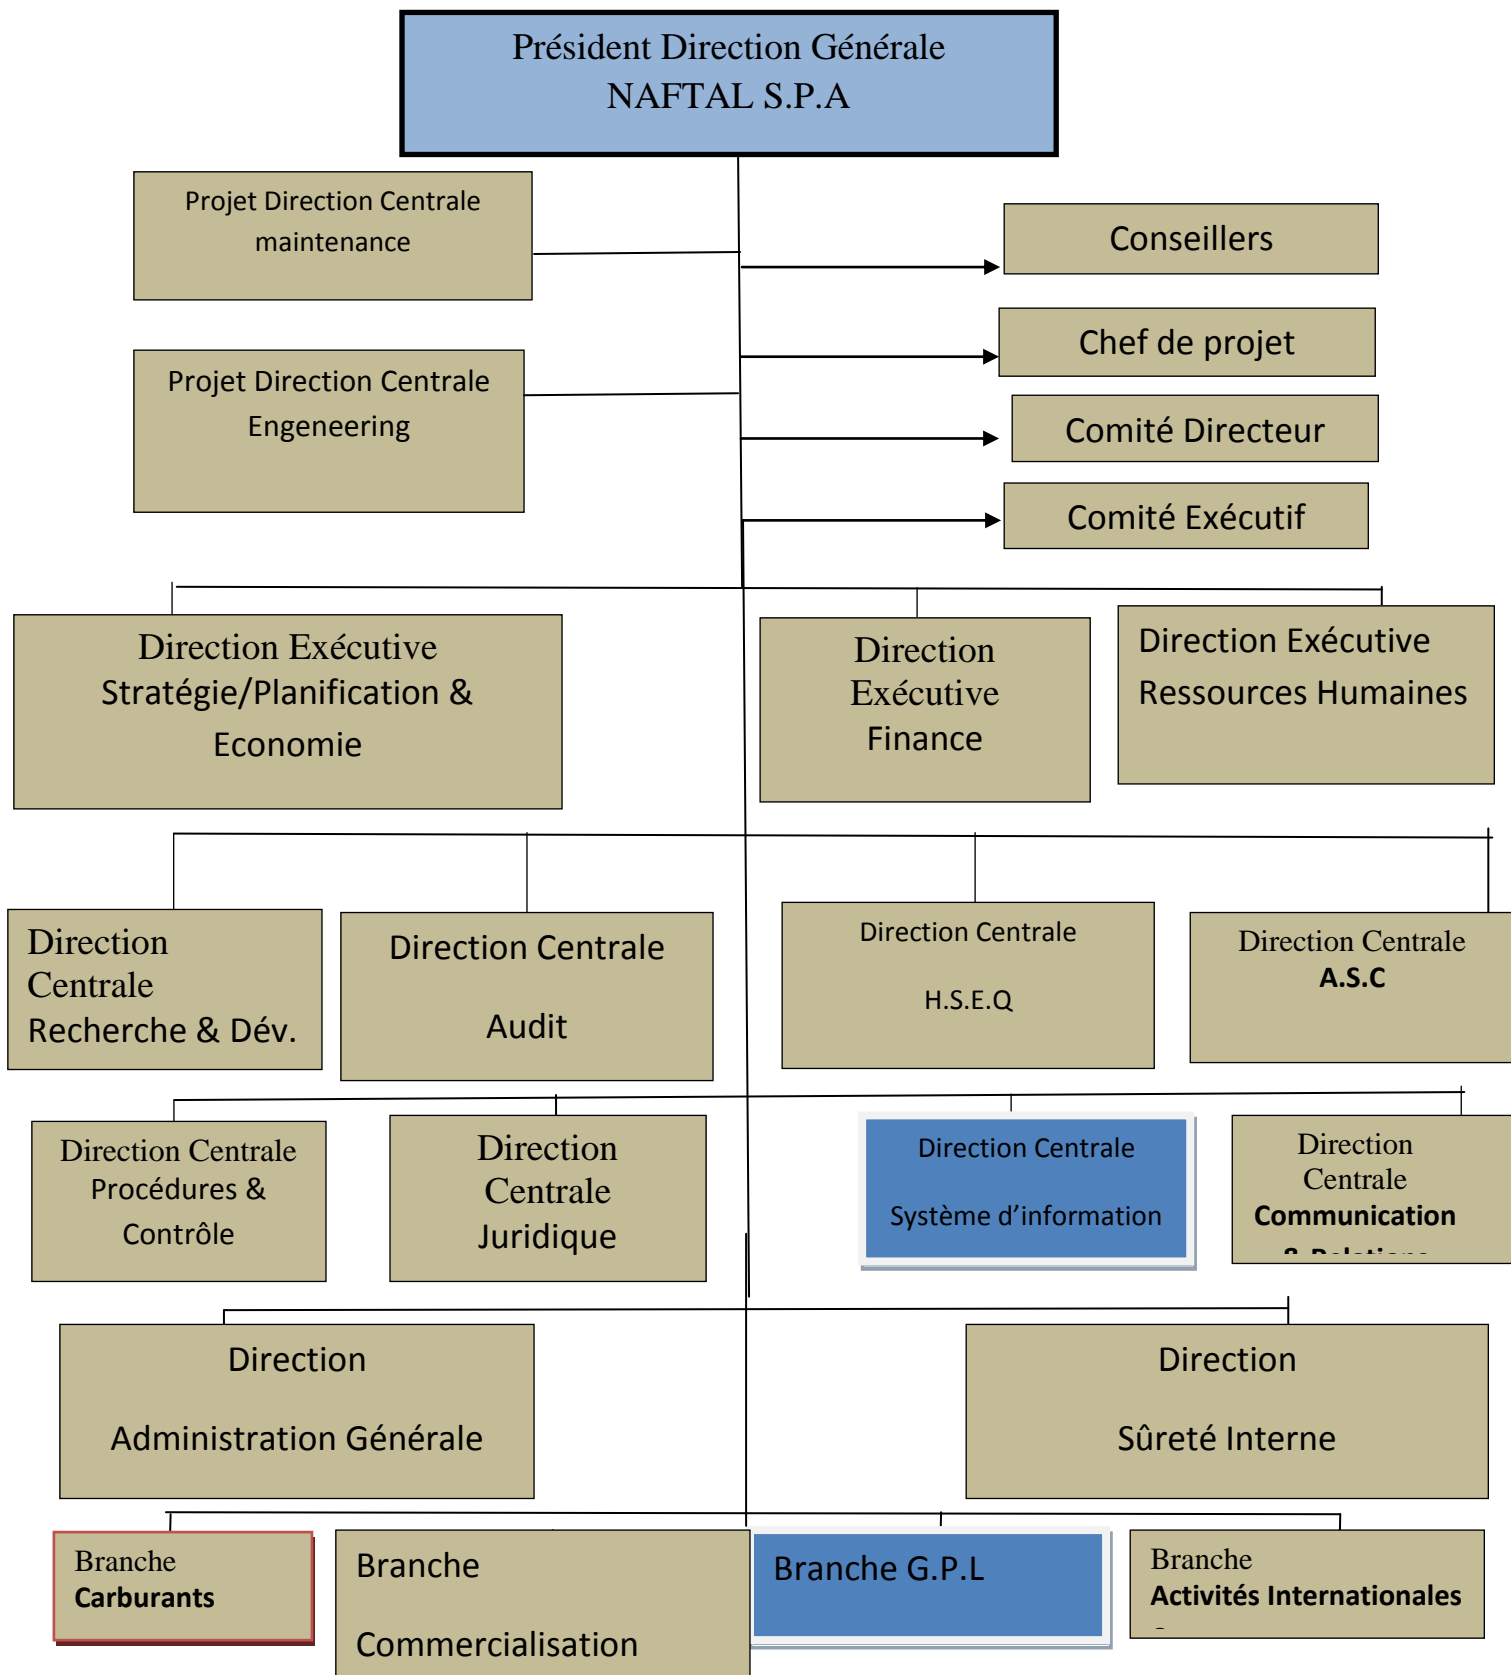 Président Direction Générale
NAFTAL S.P.A
Projet Direction Centrale
maintenance
Conseillers
Chef de projet
Projet Direction Centrale
Engeneering
Comité Directeur
Comité Exécutif
Direction Exécutive
Stratégie/Planification &
Economie
Direction
Exécutive
Finance
Direction Exécutive
Ressources Humaines
Direction
Centrale
Recherche & Dév.
Direction Centrale
Audit
Direction Centrale
H.S.E.Q
Direction Centrale
A.S.C
Direction Centrale
Procédures &
Contrôle
Direction
Centrale
Juridique
Direction Centrale
Système d’information
Direction
Centrale
Communication
& Relations
Direction
Administration Générale
Direction
Sûreté Interne
Branche
Carburants
Branche
Commercialisation
Branche G.P.L
Branche
Activités Internationales